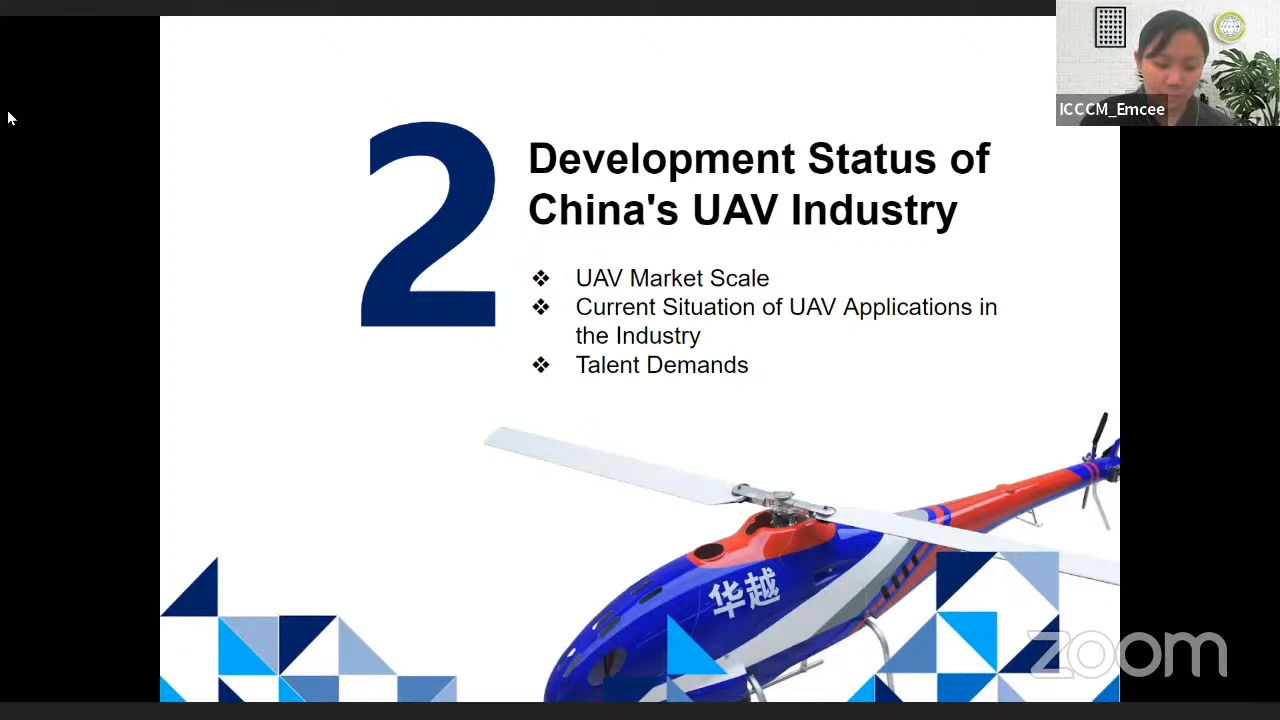 ICCCM_Emcee
2
Development Status of
China's UAV Industry
❖ UAV Market Scale
❖ Current Situation of UAV Applications in
the Industry
❖ Talent Demands
华越
zoom